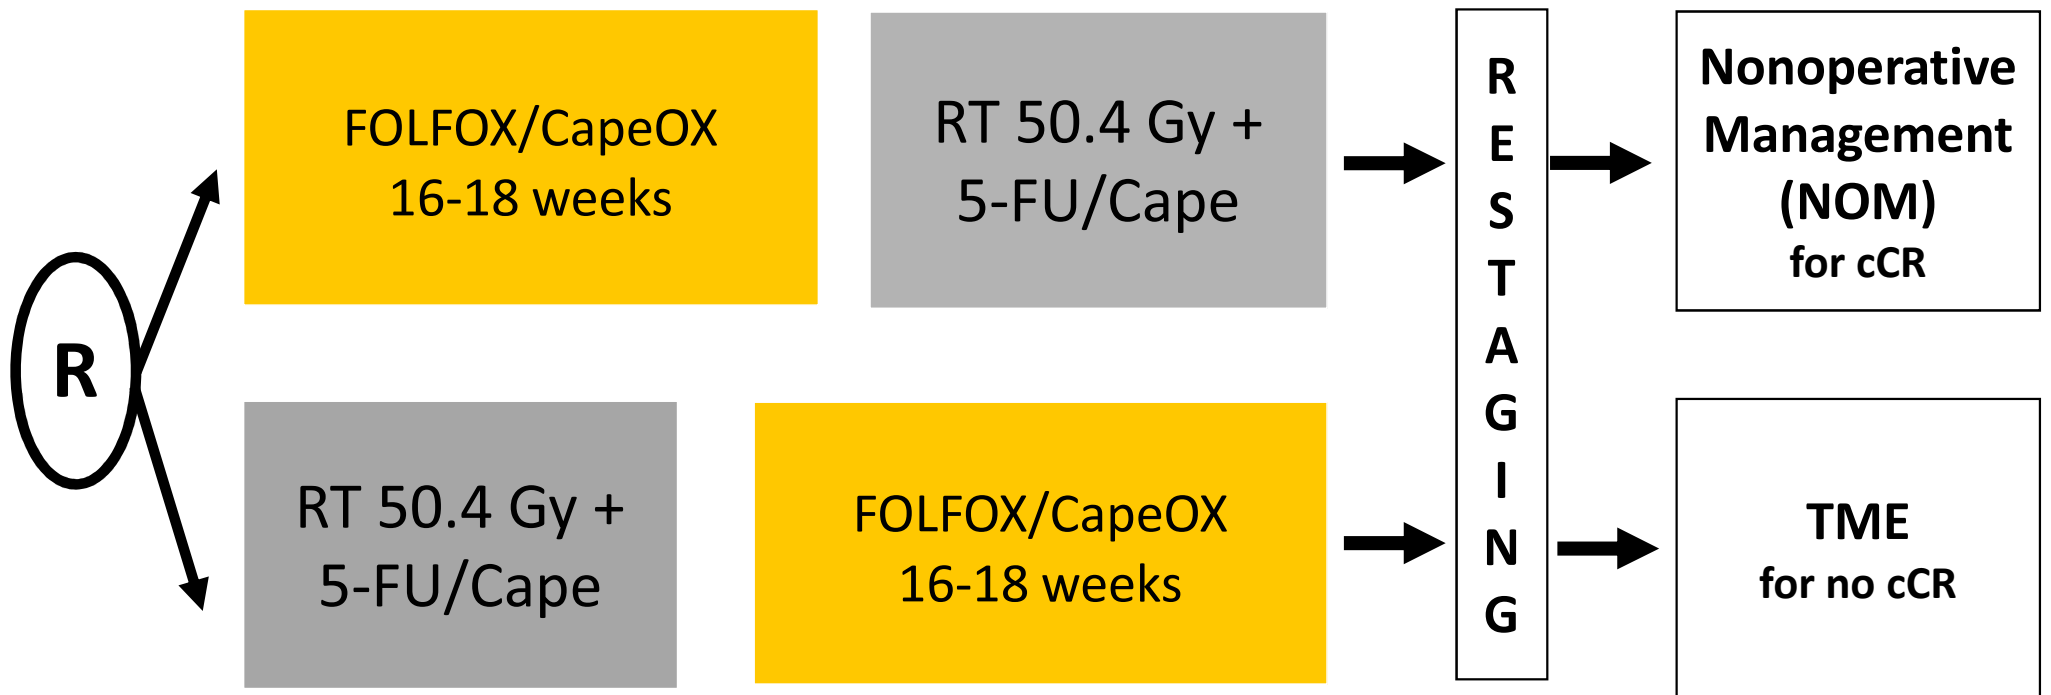 R
FOLFOX/CapeOX
16-18 weeks
RT 50.4 Gy +
5-FU/Cape
RT 50.4 Gy +
5-FU/Cape
FOLFOX/CapeOX
16-18 weeks
R
E
S
T
A
G
I
N
G
Nonoperative
Management
(NOM)
for cCR
TME
for no cCR